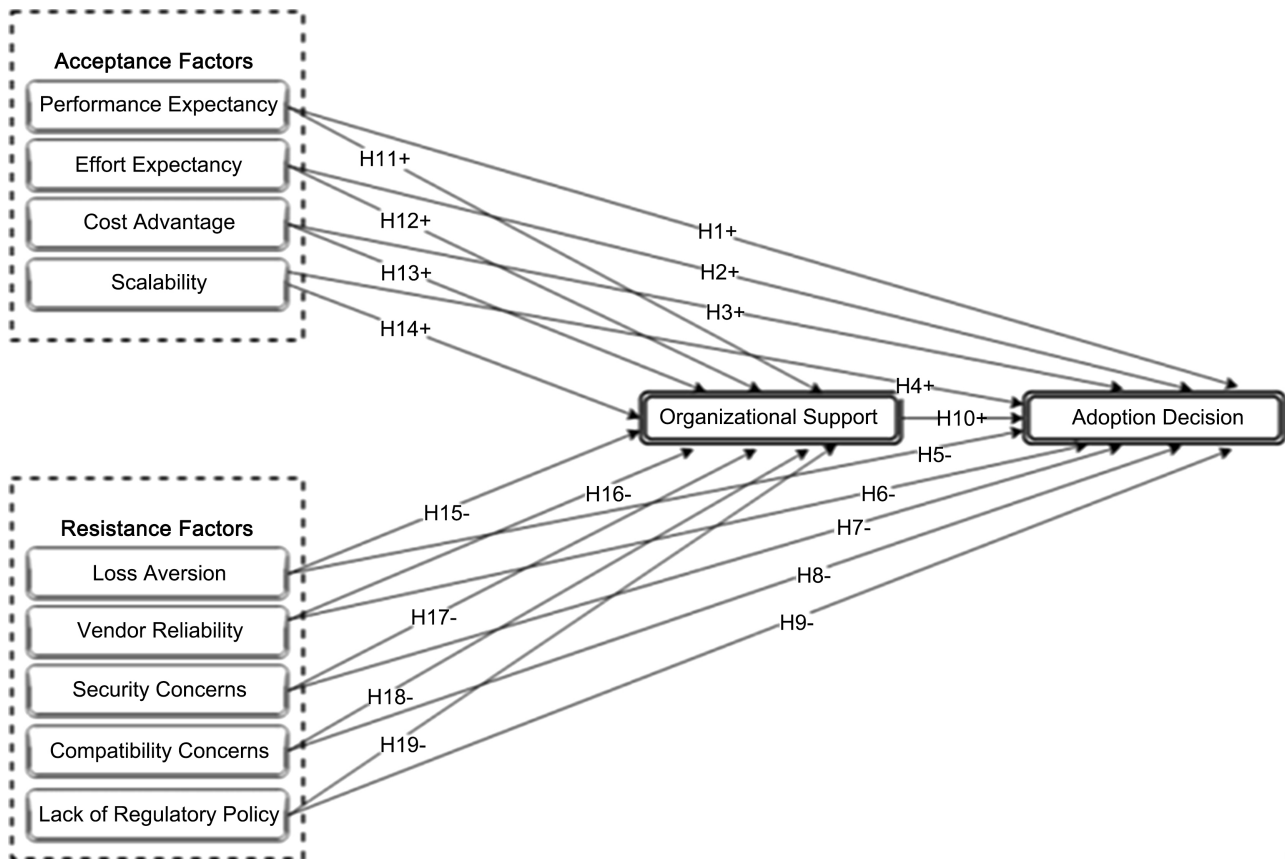 Acceptance Factors
Performance Expectancy
Effort Expectancy
Cost Advantage
Scalability
H11+
H12+
H13+
H14+
H1+
H2+
H3+
H4+
Organizational Support
H10+
Adoption Decision
Resistance Factors
Loss Aversion
Vendor Reliability
Security Concerns
Compatibility Concerns
Lack of Regulatory Policy
H15-
H16-
H17-
H18-
H19-
H5-
H6-
H7-
H8-
H9-